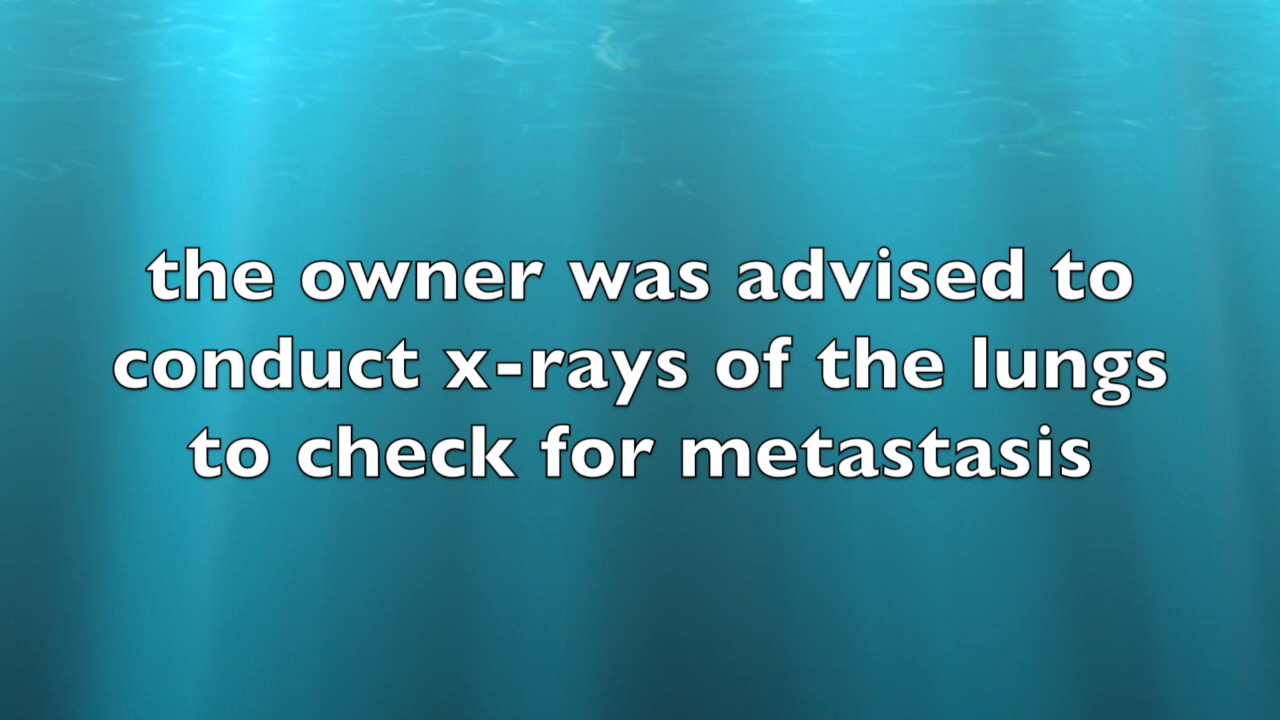 the owner was advised to
conduct x-rays of the lungs
to check for metastasis